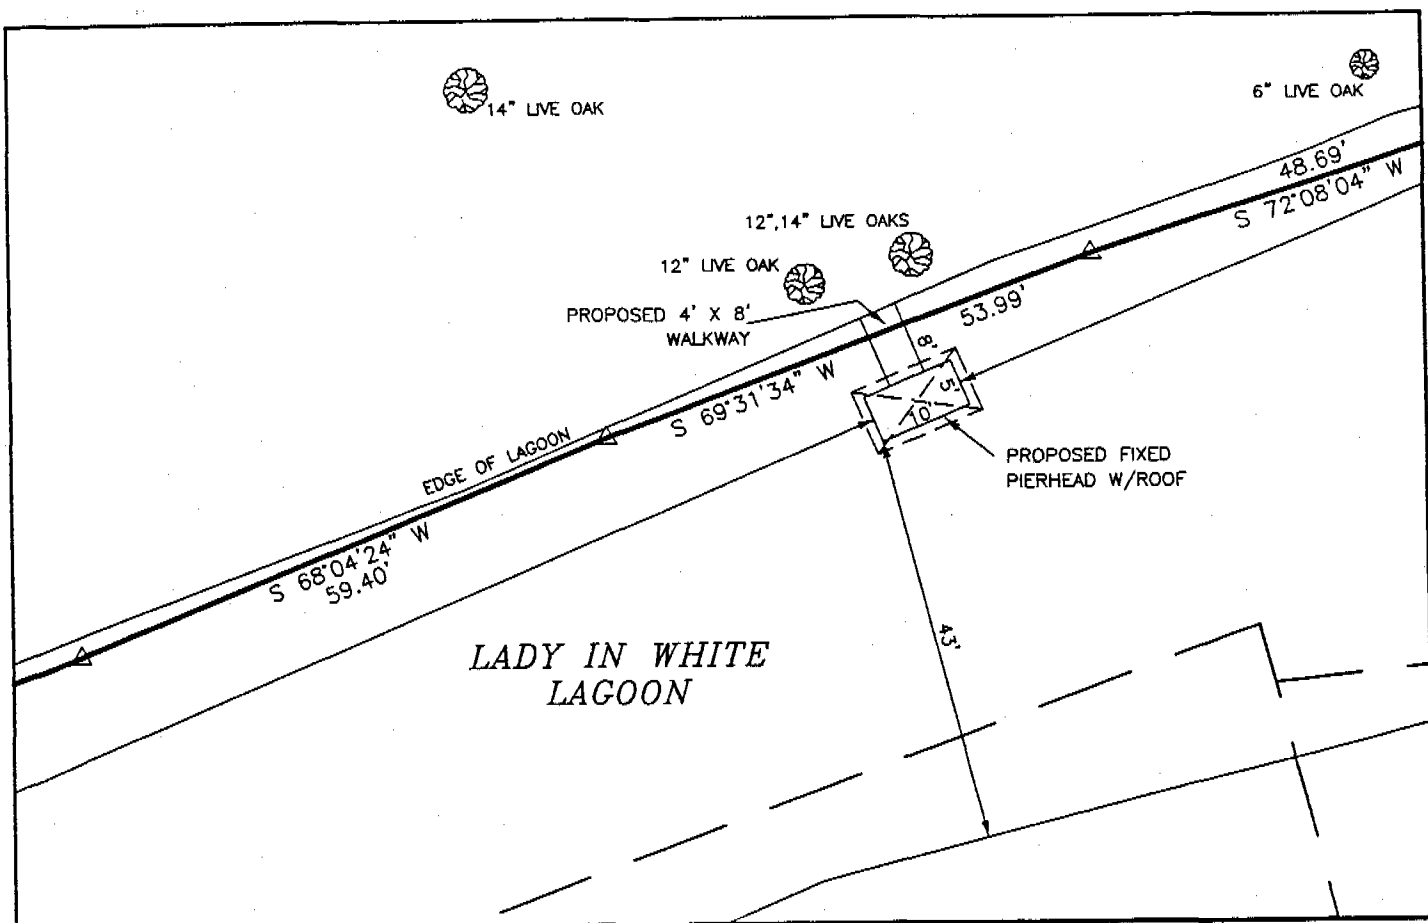 14" LIVE OAK
6" LIVE OAK
48.69'
S 72°08'04" W
12",14" LIVE OAKS
12" LIVE OAK
PROPOSED 4' X 8'
WALKWAY
53.99'
8'
S 69°31'34" W
5'
10'
EDGE OF LAGOON
PROPOSED FIXED
PIERHEAD W/ROOF
S 68°04'24" W
59.40'
43'
LADY IN WHITE
LAGOON